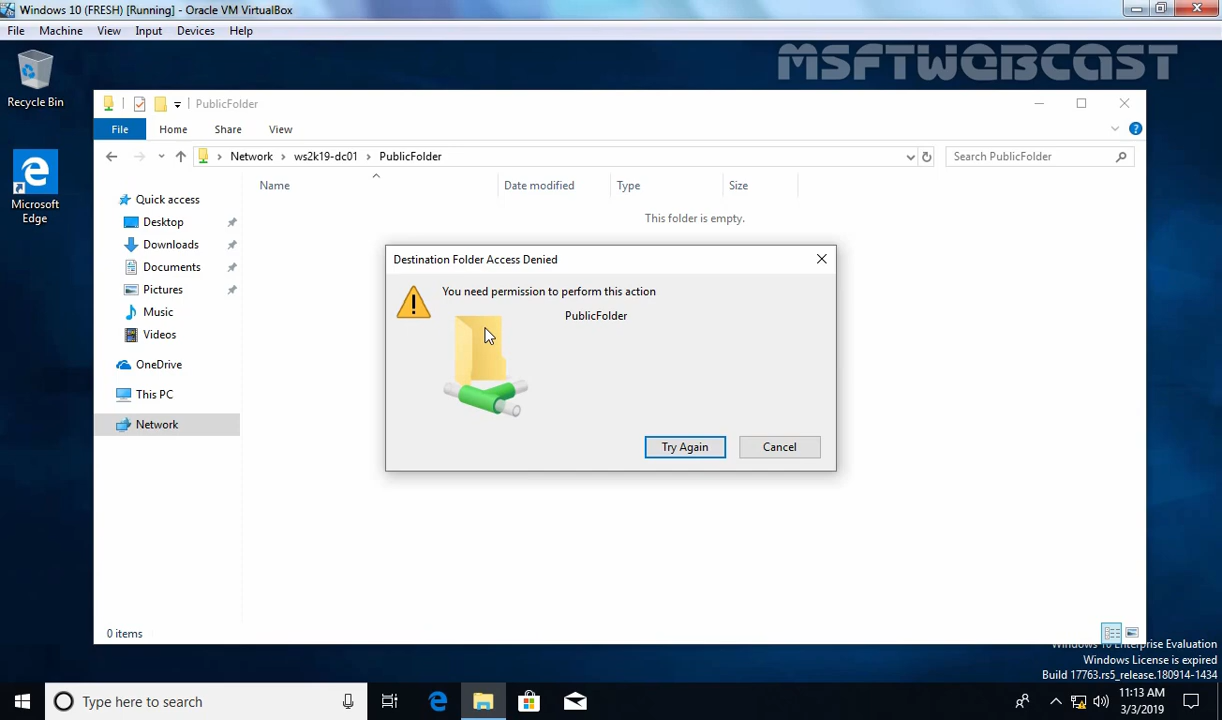 Windows 10 (FRESH) [Running] - Oracle VM VirtualBox
File Machine View Input Devices Help
MSFTWEBCAST
Recycle Bin
PublicFolder
File Home Share View
Network ws2k19-dc01 PublicFolder
Search PublicFolder
Microsoft
Edge
Name Date modified Type Size
This folder is empty.
Quick access
Desktop
Downloads
Documents
Pictures
Music
Videos
OneDrive
This PC
Network
Destination Folder Access Denied
You need permission to perform this action
PublicFolder
Try Again Cancel
0 items
Windows 10 Enterprise Evaluation
Windows License is expired
Build 17763.rs5_release.180914-1434
Type here to search
11:13 AM
3/3/2019